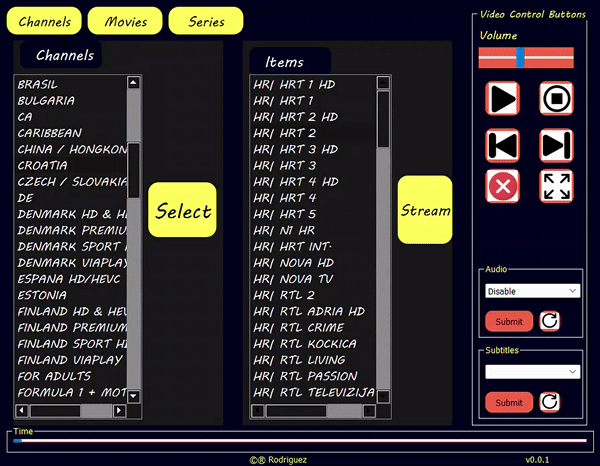 Channels
Movies
Series
Channels
BRASIL
BULGARIA
CA
CARIBBEAN
CHINA / HONGKON
CROATIA
CZECH / SLOVAKIA
DE
DENMARK HD & HE
DENMARK PREMIU
DENMARK SPORT
DENMARK VIAPLAY
ESPANA HD/HEVC
ESTONIA
FINLAND HD & HEV
FINLAND PREMIUM
FINLAND SPORT HD
FINLAND VIAPLAY
FOR ADULTS
FORMULA 1 + MOT
Select
Items
HR| HRT 1 HD
HR| HRT 1
HR| HRT 2 HD
HR| HRT 2
HR| HRT 3 HD
HR| HRT 3
HR| HRT 4 HD
HR| HRT 4
HR| HRT 5
HR| N1 HR
HR| HRT INT.
HR| NOVA HD
HR| NOVA TV
HR| RTL 2
HR| RTL ADRIA HD
HR| RTL CRIME
HR| RTL KOCKICA
HR| RTL LIVING
HR| RTL PASSION
HR| RTL TELEVIZIJA
Stream
Video Control Buttons
Volume
Audio
Disable
Submit
Subtitles
Submit
Time
©® Rodriguez
v0.0.1